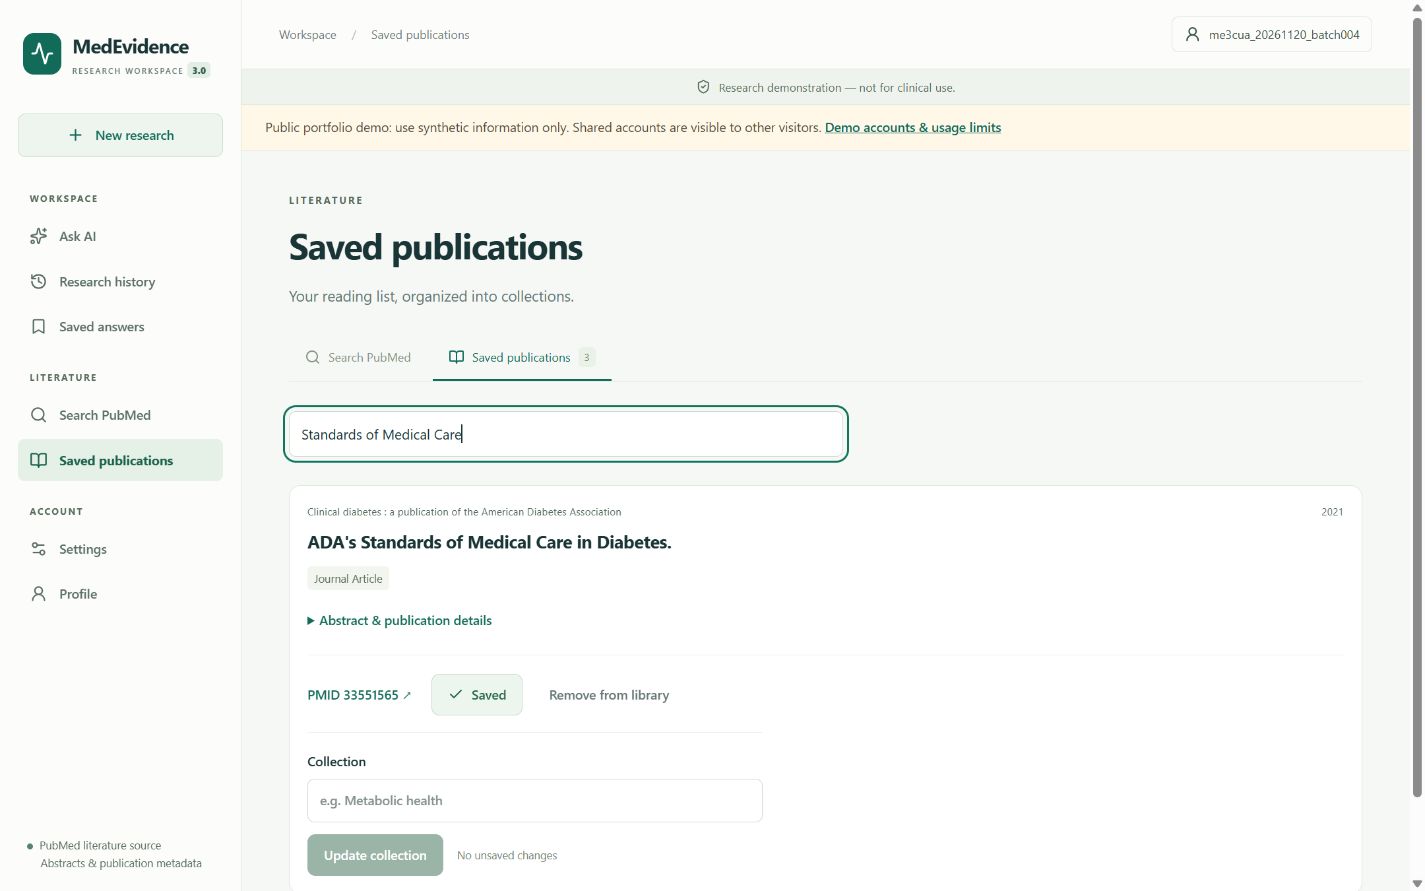 MedEvidence
RESEARCH WORKSPACE 3.0
New research
WORKSPACE
Ask AI
Research history
Saved answers
LITERATURE
Search PubMed
Saved publications
ACCOUNT
Settings
Profile
PubMed literature source
Abstracts & publication metadata
Workspace / Saved publications
me3cua_20261120_batch004
Research demonstration — not for clinical use.
Public portfolio demo: use synthetic information only. Shared accounts are visible to other visitors. Demo accounts & usage limits
LITERATURE
Saved publications
Your reading list, organized into collections.
Search PubMed
Saved publications 3
Standards of Medical Care
Clinical diabetes : a publication of the American Diabetes Association
2021
ADA's Standards of Medical Care in Diabetes.
Journal Article
Abstract & publication details
PMID 33551565 ↗
Saved
Remove from library
Collection
e.g. Metabolic health
Update collection
No unsaved changes